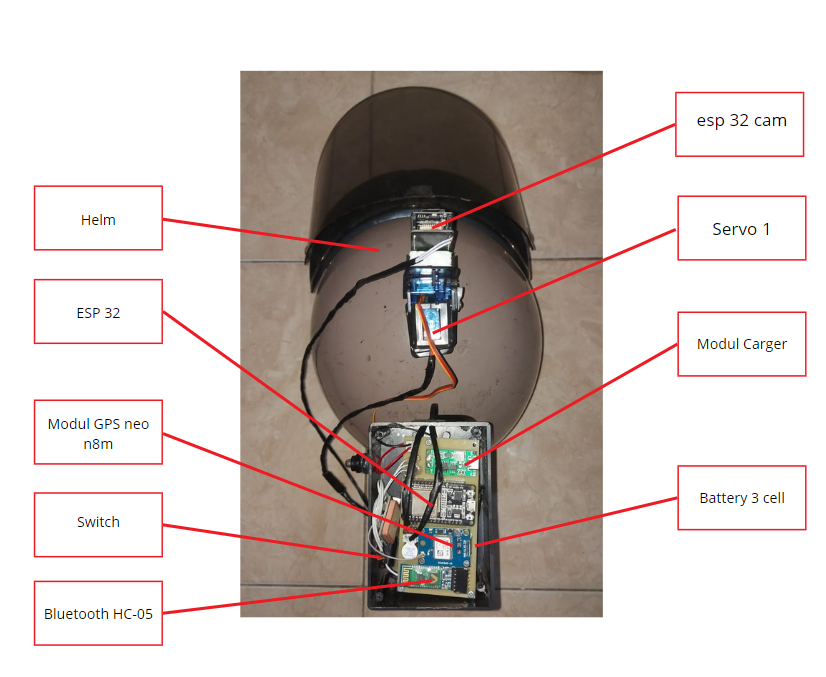 esp 32 cam
Helm
Servo 1
ESP 32
Modul Carger
Modul GPS neo
n8m
Battery 3 cell
Switch
Bluetooth HC-05